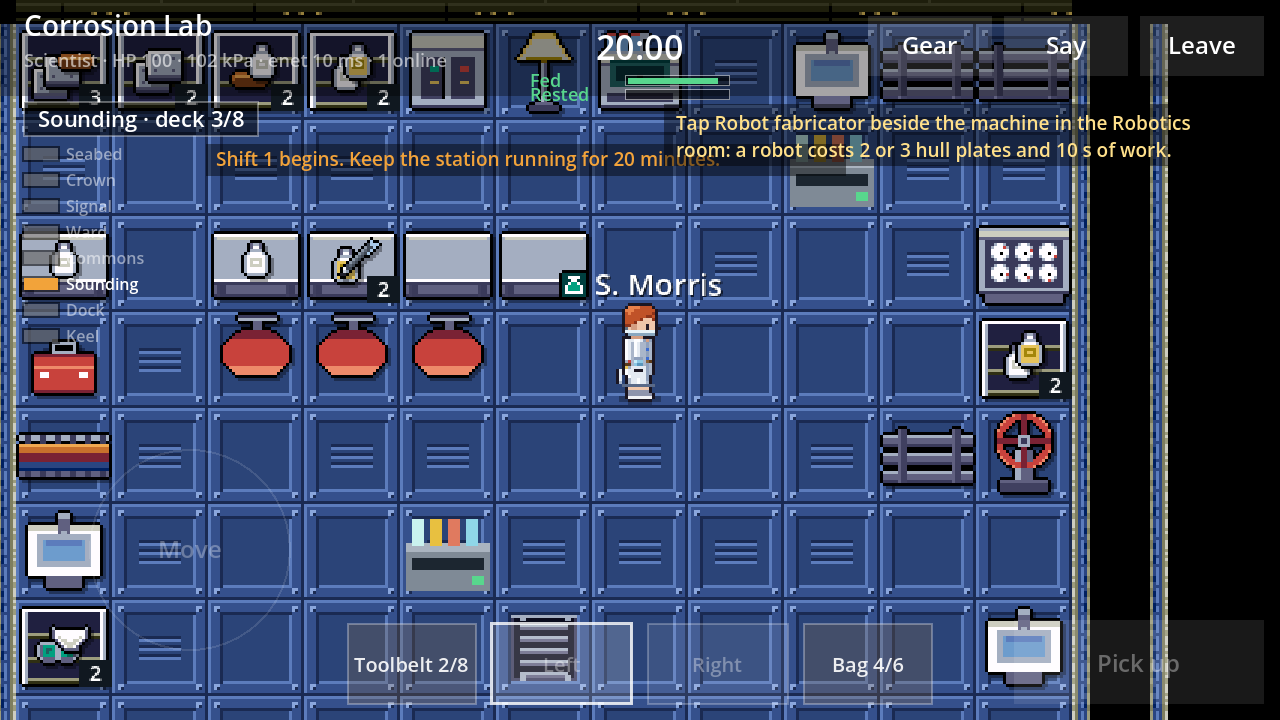 Corrosion Lab
Scientist · HP 100 · 102 kPa · enet 10 ms · 1 online
20:00
Gear
Say
Leave
Fed
Rested
3
2
2
2
Sounding · deck 3/8
Tap Robot fabricator beside the machine in the Robotics
room: a robot costs 2 or 3 hull plates and 10 s of work.
Shift 1 begins. Keep the station running for 20 minutes.
Seabed
Crown
Signal
Ward
Commons
Sounding
Dock
Keel
2
S. Morris
2
Move
2
Toolbelt 2/8
Left
Right
Bag 4/6
Pick up